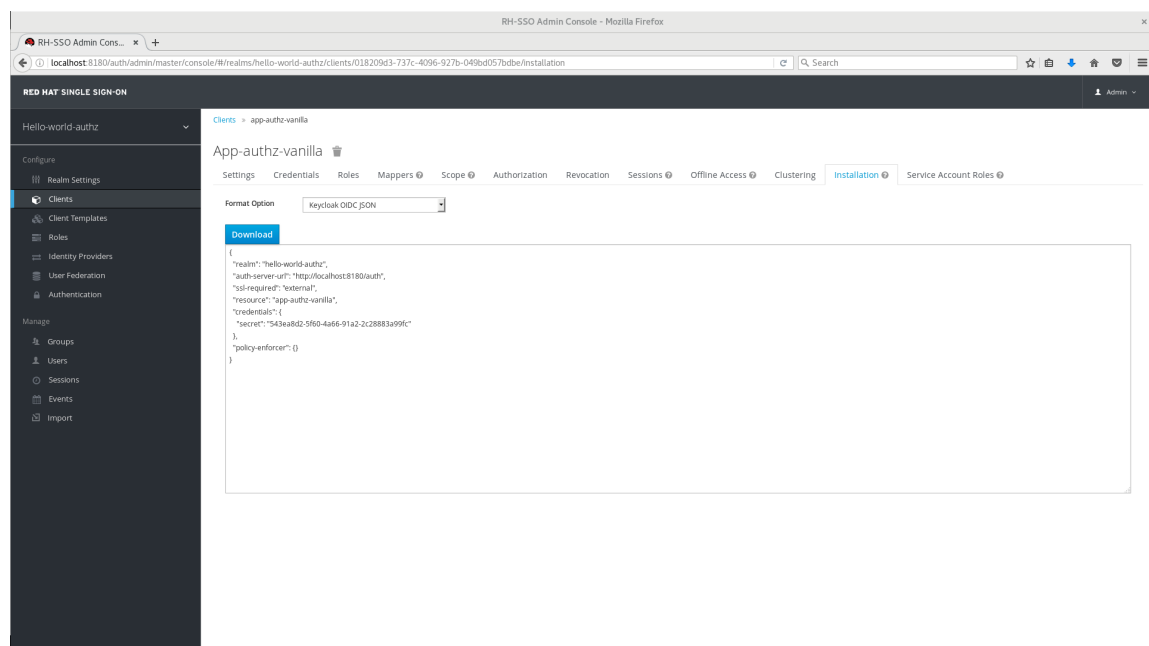 RH-SSO Admin Console - Mozilla Firefox
RH-SSO Admin Cons...
localhost:8180/auth/admin/master/console/#/realms/hello-world-authz/clients/018209d3-737c-4096-927b-049bd057bdbe/installation
Search
RED HAT SINGLE SIGN-ON
Admin
Hello-world-authz
Configure
Realm Settings
Clients
Client Templates
Roles
Identity Providers
User Federation
Authentication
Manage
Groups
Users
Sessions
Events
Import
Clients » app-authz-vanilla
App-authz-vanilla
Settings Credentials Roles Mappers Scope Authorization Revocation Sessions Offline Access Clustering Installation Service Account Roles
Format Option Keycloak OIDC JSON
Download
{
"realm": "hello-world-authz",
"auth-server-url": "http://localhost:8180/auth",
"ssl-required": "external",
"resource": "app-authz-vanilla",
"credentials": {
"secret": "543ea8d2-5f60-4a66-91a2-2c28883a99fc"
},
"policy-enforcer": {}
}